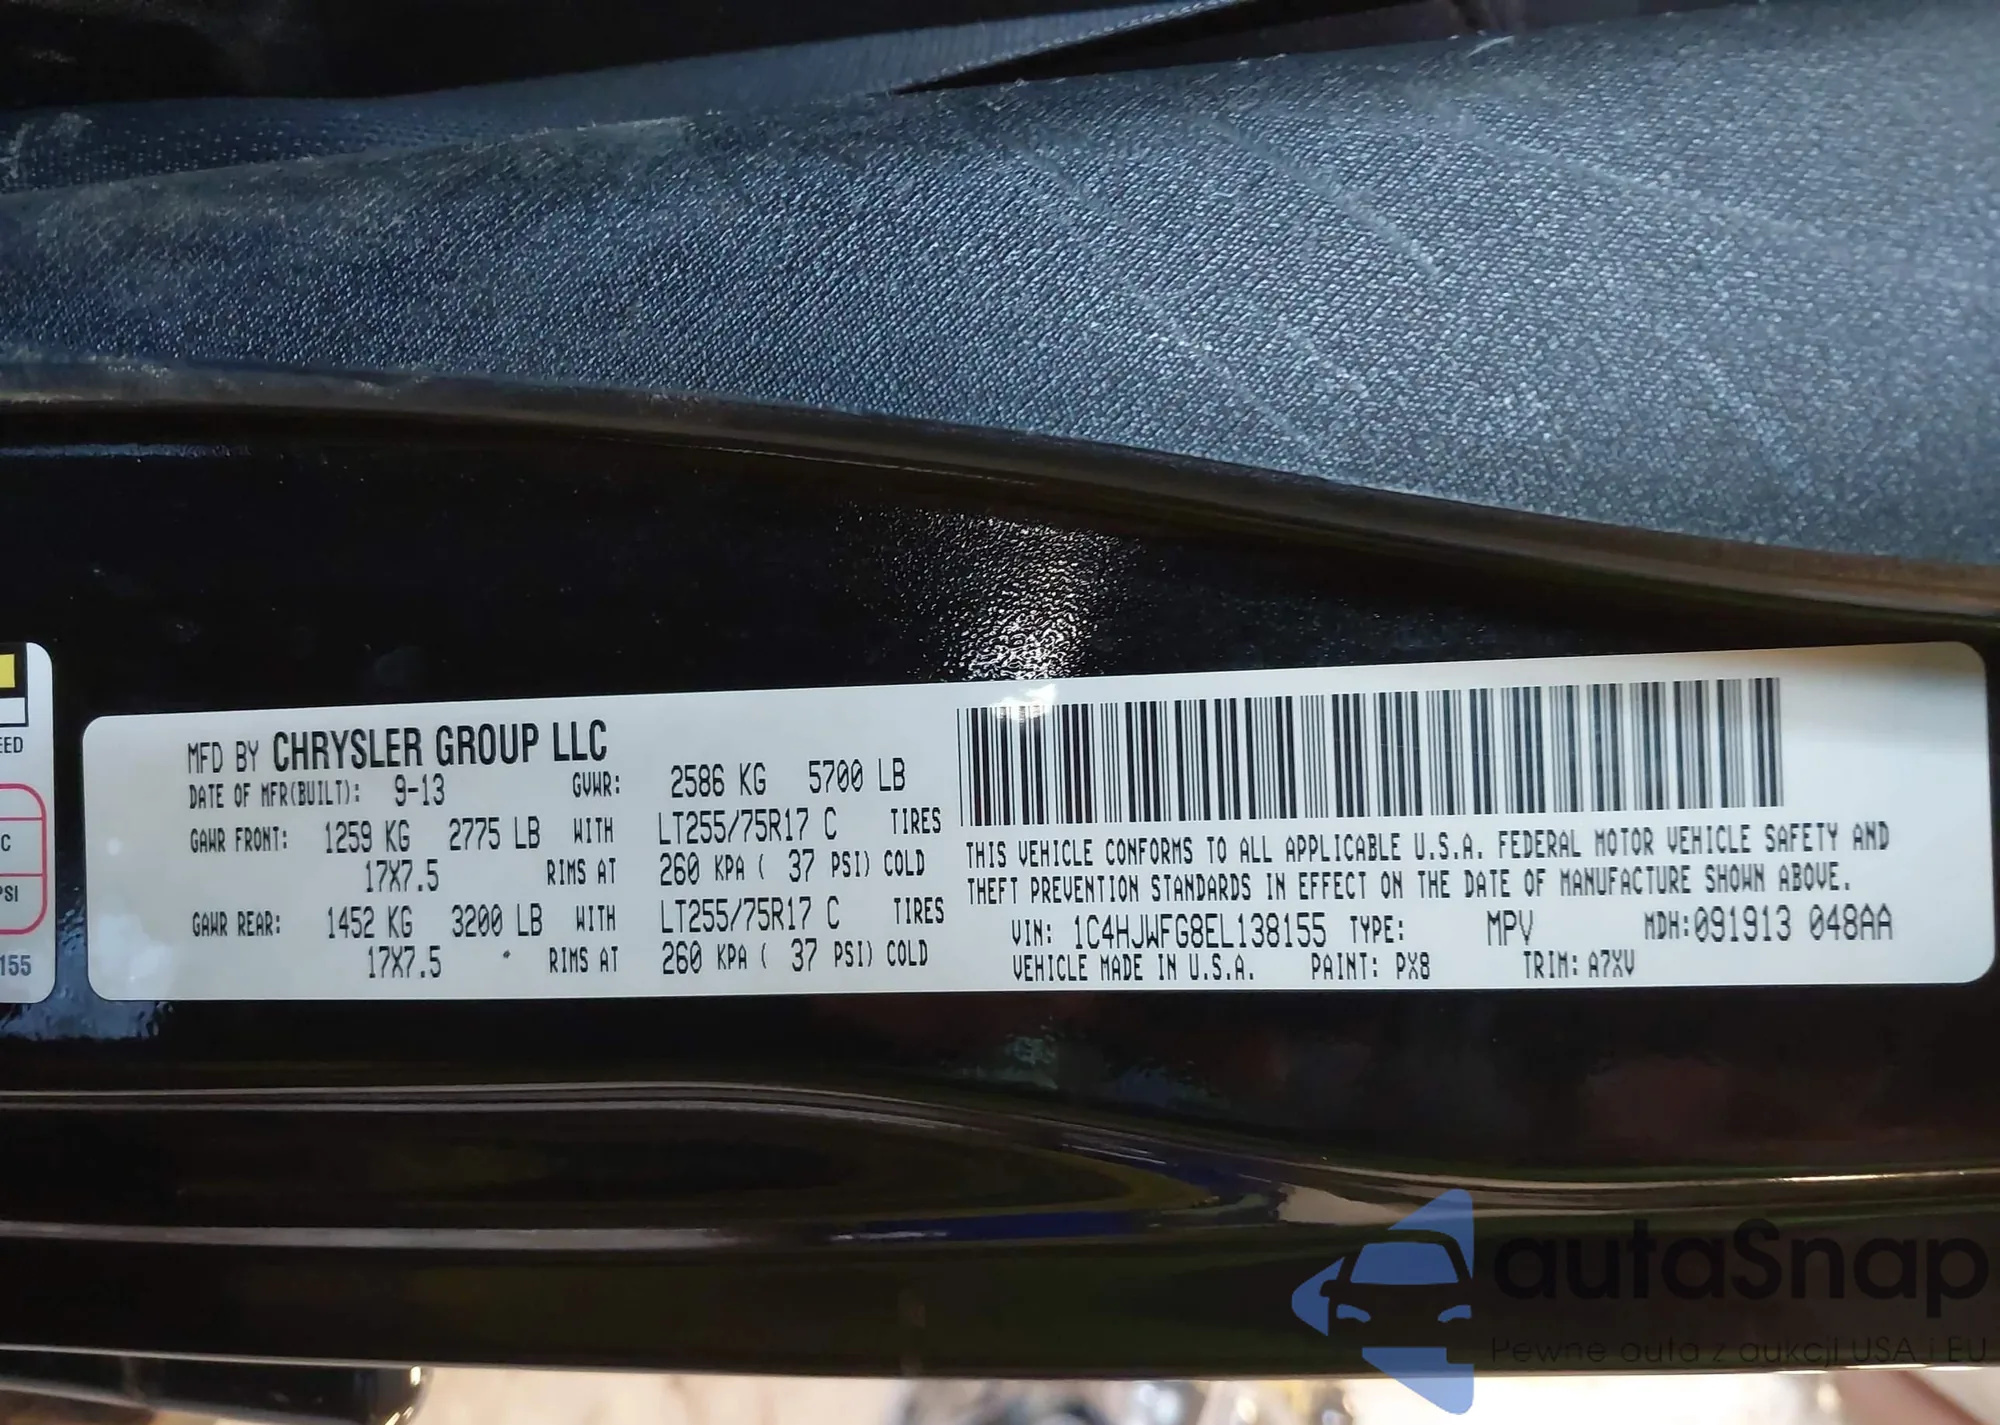 EED
C
PSI
155
MFD BY CHRYSLER GROUP LLC
DATE OF MFR(BUILT): 9-13 GVWR: 2586 KG 5700 LB
GAWR FRONT: 1259 KG 2775 LB WITH LT255/75R17 C TIRES
17X7.5 RIMS AT 260 KPA ( 37 PSI) COLD
GAWR REAR: 1452 KG 3200 LB WITH LT255/75R17 C TIRES
17X7.5 RIMS AT 260 KPA ( 37 PSI) COLD
THIS VEHICLE CONFORMS TO ALL APPLICABLE U.S.A. FEDERAL MOTOR VEHICLE SAFETY AND
THEFT PREVENTION STANDARDS IN EFFECT ON THE DATE OF MANUFACTURE SHOWN ABOVE.
VIN: 1C4HJWFG8EL138155 TYPE: MPV MDH:091913 048AA
VEHICLE MADE IN U.S.A. PAINT: PX8 TRIM: A7XV
autaSnap
Pewne auta z aukcji USA i EU